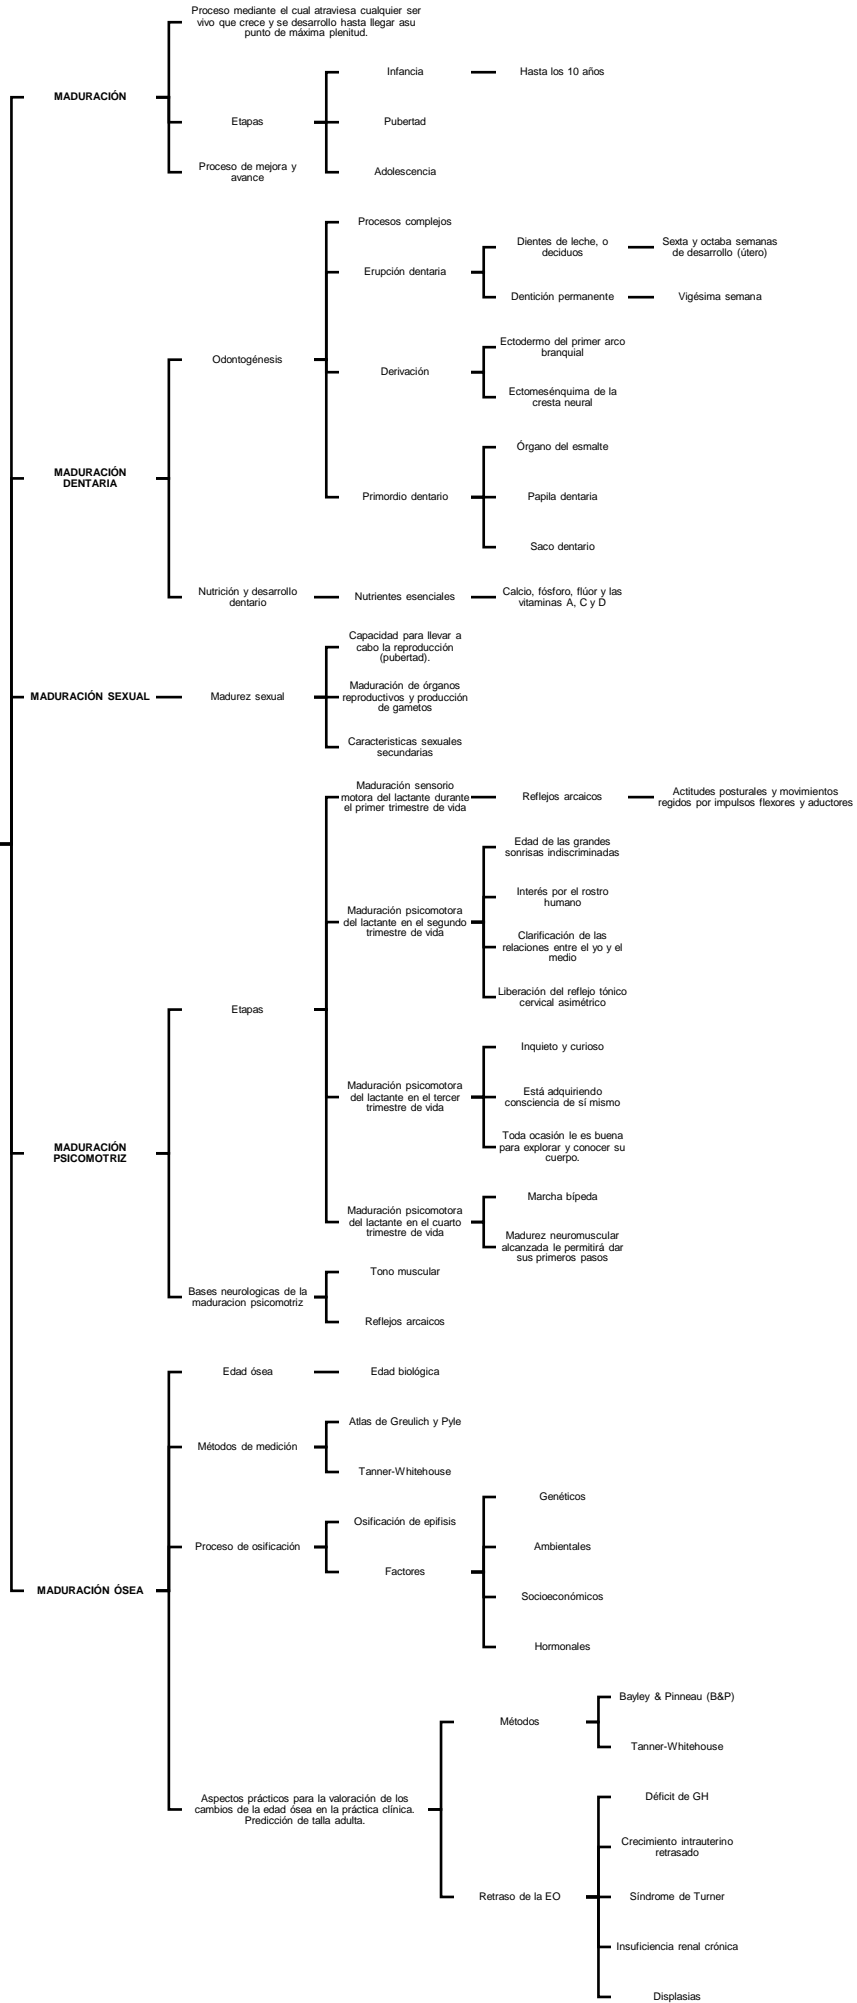 Proceso mediante el cual atraviesa cualquier ser
vivo que crece y se desarrollo hasta llegar asu
punto de máxima plenitud.
MADURACIÓN
Etapas
Infancia
Hasta los 10 años
Pubertad
Adolescencia
Proceso de mejora y
avance
MADURACIÓN
DENTARIA
Odontogénesis
Procesos complejos
Erupción dentaria
Dientes de leche, o
deciduos
Sexta y octaba semanas
de desarrollo (útero)
Dentición permanente
Vigésima semana
Derivación
Ectodermo del primer arco
branquial
Ectomesénquima de la
cresta neural
Primordio dentario
Órgano del esmalte
Papila dentaria
Saco dentario
Nutrición y desarrollo
dentario
Nutrientes esenciales
Calcio, fósforo, flúor y las
vitaminas A, C y D
MADURACIÓN SEXUAL
Madurez sexual
Capacidad para llevar a
cabo la reproducción
(pubertad).
Maduración de órganos
reproductivos y producción
de gametos
Caracteristicas sexuales
secundarias
MADURACIÓN
PSICOMOTRIZ
Etapas
Maduración sensorio
motora del lactante durante
el primer trimestre de vida
Reflejos arcaicos
Actitudes posturales y movimientos
regidos por impulsos flexores y aductores
Maduración psicomotora
del lactante en el segundo
trimestre de vida
Edad de las grandes
sonrisas indiscriminadas
Interés por el rostro
humano
Clarificación de las
relaciones entre el yo y el
medio
Liberación del reflejo tónico
cervical asimétrico
Maduración psicomotora
del lactante en el tercer
trimestre de vida
Inquieto y curioso
Está adquiriendo
consciencia de sí mismo
Toda ocasión le es buena
para explorar y conocer su
cuerpo.
Maduración psicomotora
del lactante en el cuarto
trimestre de vida
Marcha bípeda
Madurez neuromuscular
alcanzada le permitirá dar
sus primeros pasos
Bases neurologicas de la
maduracion psicomotriz
Tono muscular
Reflejos arcaicos
MADURACIÓN ÓSEA
Edad ósea
Edad biológica
Métodos de medición
Atlas de Greulich y Pyle
Tanner-Whitehouse
Proceso de osificación
Osificación de epifisis
Factores
Genéticos
Ambientales
Socioeconómicos
Hormonales
Aspectos prácticos para la valoración de los
cambios de la edad ósea en la práctica clínica.
Predicción de talla adulta.
Métodos
Bayley & Pinneau (B&P)
Tanner-Whitehouse
Retraso de la EO
Déficit de GH
Crecimiento intrauterino
retrasado
Síndrome de Turner
Insuficiencia renal crónica
Displasias